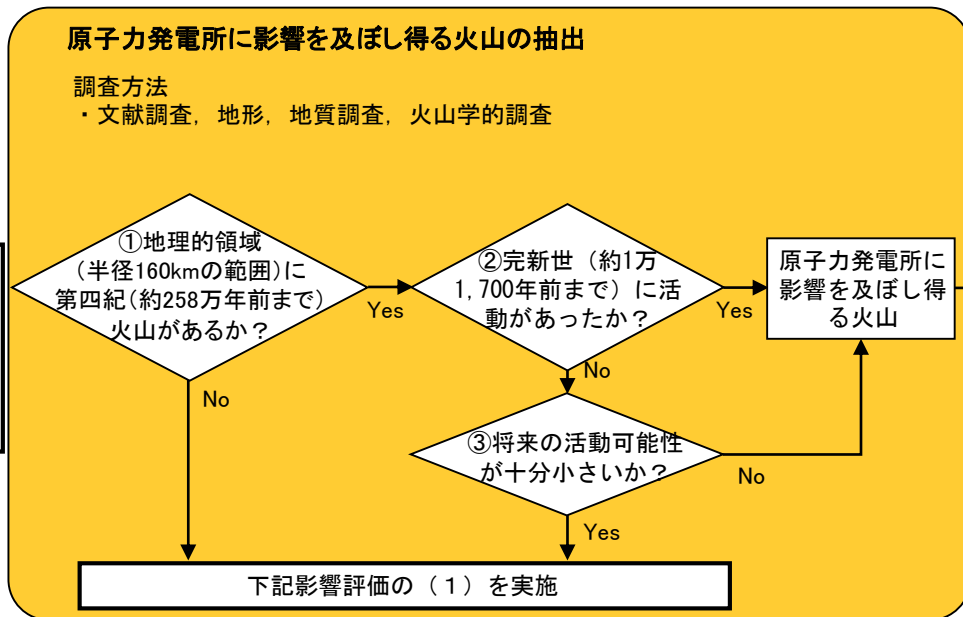 原子力発電所に影響を及ぼし得る火山の抽出
調査方法
・文献調査，地形，地質調査，火山学的調査
①地理的領域
（半径160kmの範囲）に
第四紀（約258万年前まで）
火山があるか？
Yes
②完新世（約1万
1,700年前まで）に活
動があったか？
Yes
原子力発電所に
影響を及ぼし得
る火山
No
No
③将来の活動可能性
が十分小さいか？
No
Yes
下記影響評価の（１）を実施